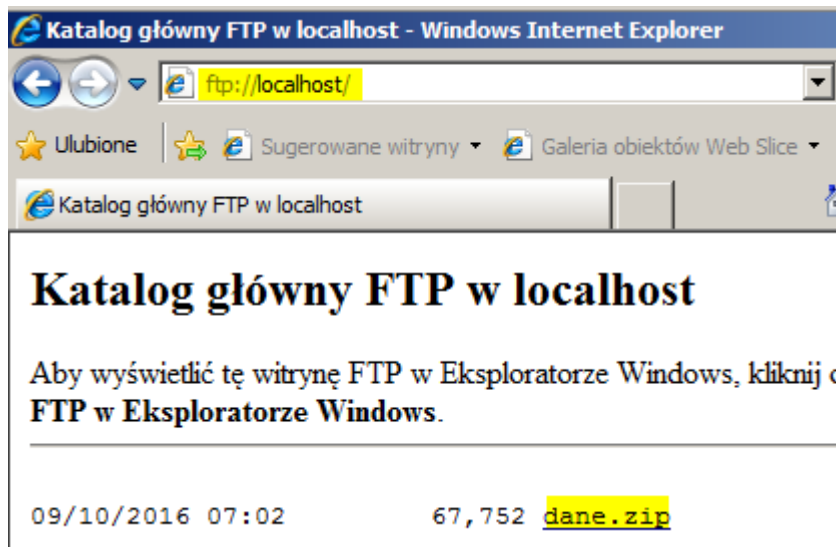 Katalog główny FTP w localhost - Windows Internet Explorer
ftp://localhost/
Ulubione Sugerowane witryny Galeria obiektów Web Slice
Katalog główny FTP w localhost
Katalog główny FTP w localhost
Aby wyświetlić tę witrynę FTP w Eksploratorze Windows, kliknij
FTP w Eksploratorze Windows.
09/10/2016 07:02 67,752 dane.zip